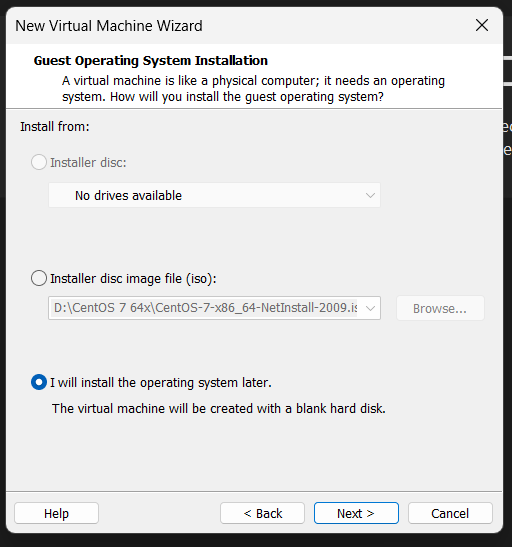 New Virtual Machine Wizard
Guest Operating System Installation
A virtual machine is like a physical computer; it needs an operating
system. How will you install the guest operating system?
Install from:
Installer disc:
No drives available
Installer disc image file (iso):
D:\CentOS 7 64x\CentOS-7-x86_64-NetInstall-2009.is
Browse...
I will install the operating system later.
The virtual machine will be created with a blank hard disk.
Help
< Back
Next >
Cancel